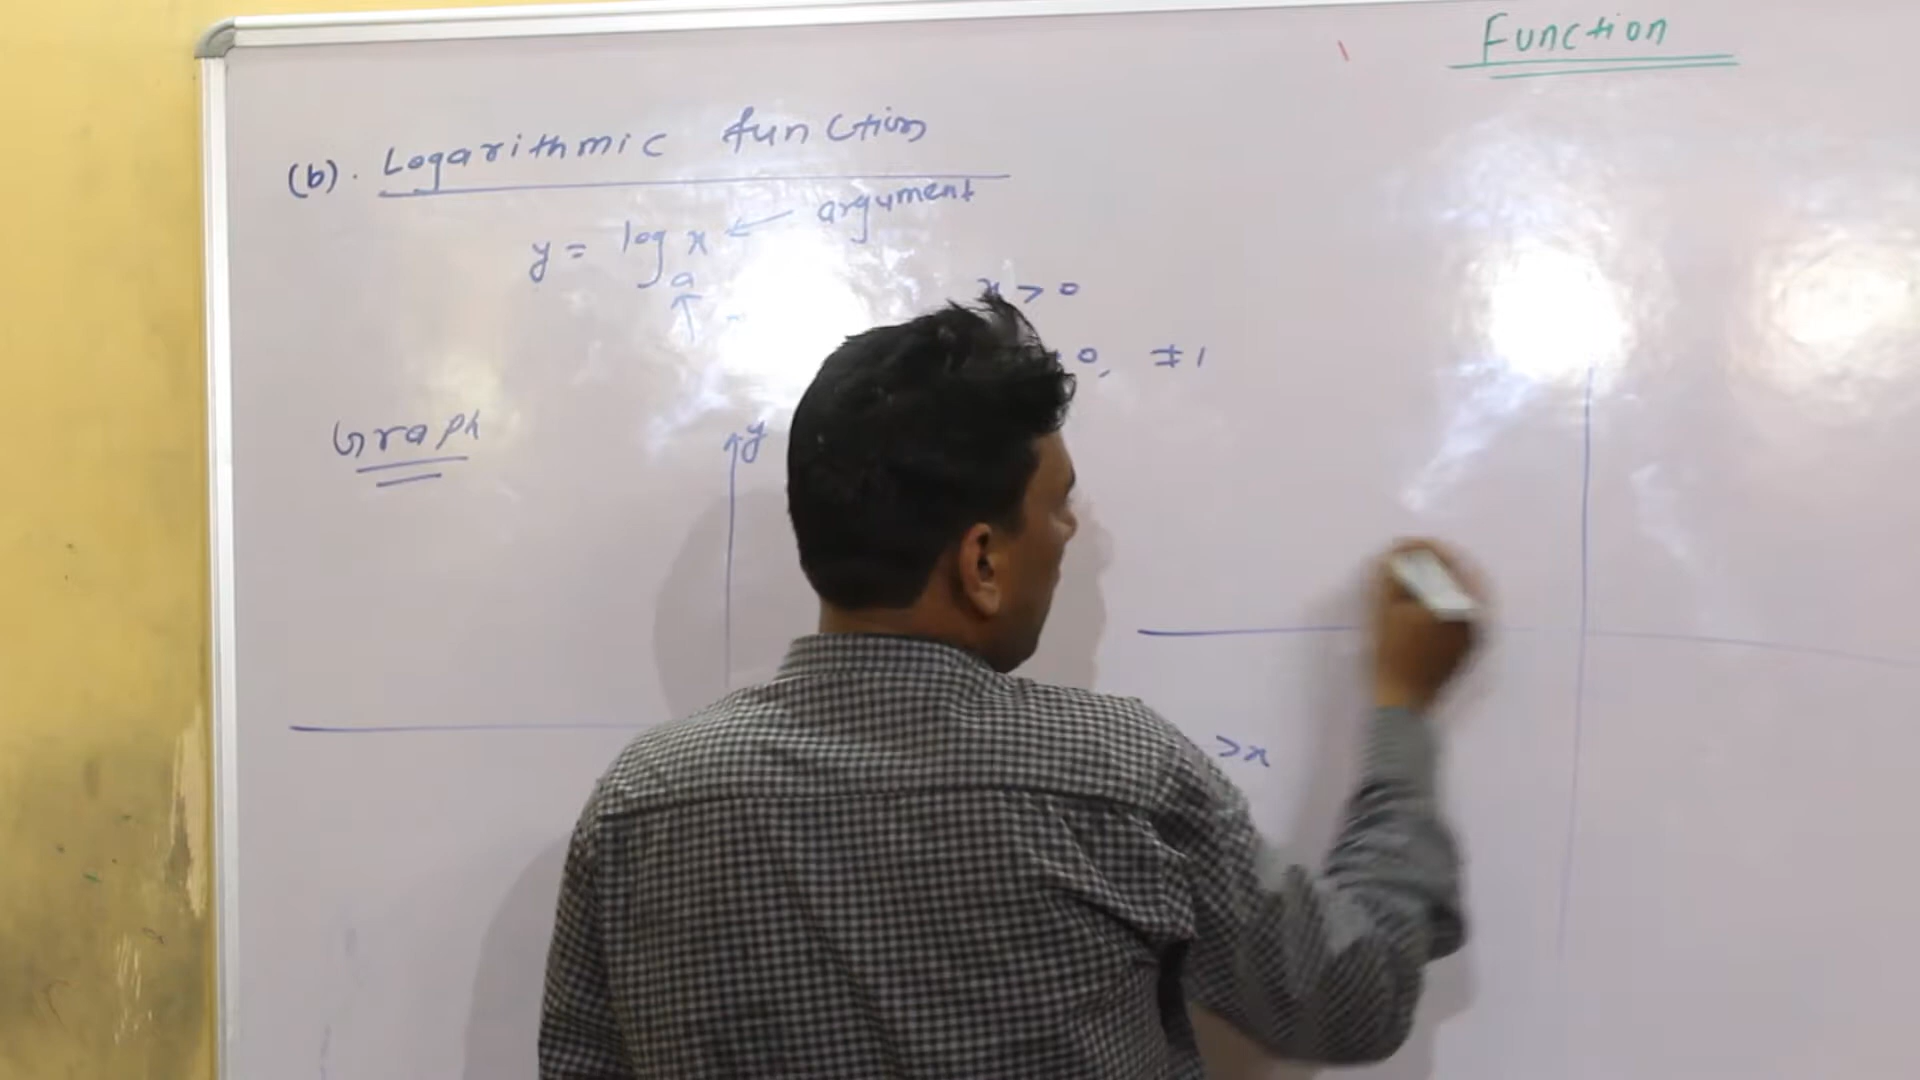 Function
(b). Logarithmic function
y = log x ← argument
a
↑
x > 0
0, ≠ 1
Graph
y
> x